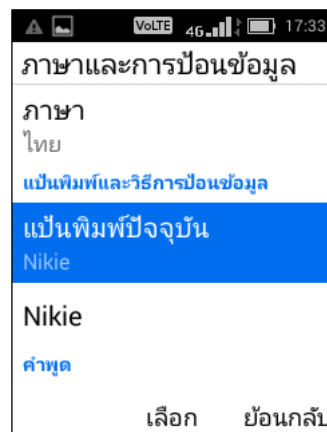 VoLTE 4G 17:33
ภาษาและการป้อนข้อมูล
ภาษา
ไทย
แป้นพิมพ์และวิธีการป้อนข้อมูล
แป้นพิมพ์ปัจจุบัน
Nikie
Nikie
คำพูด
เลือก ย้อนกลับ